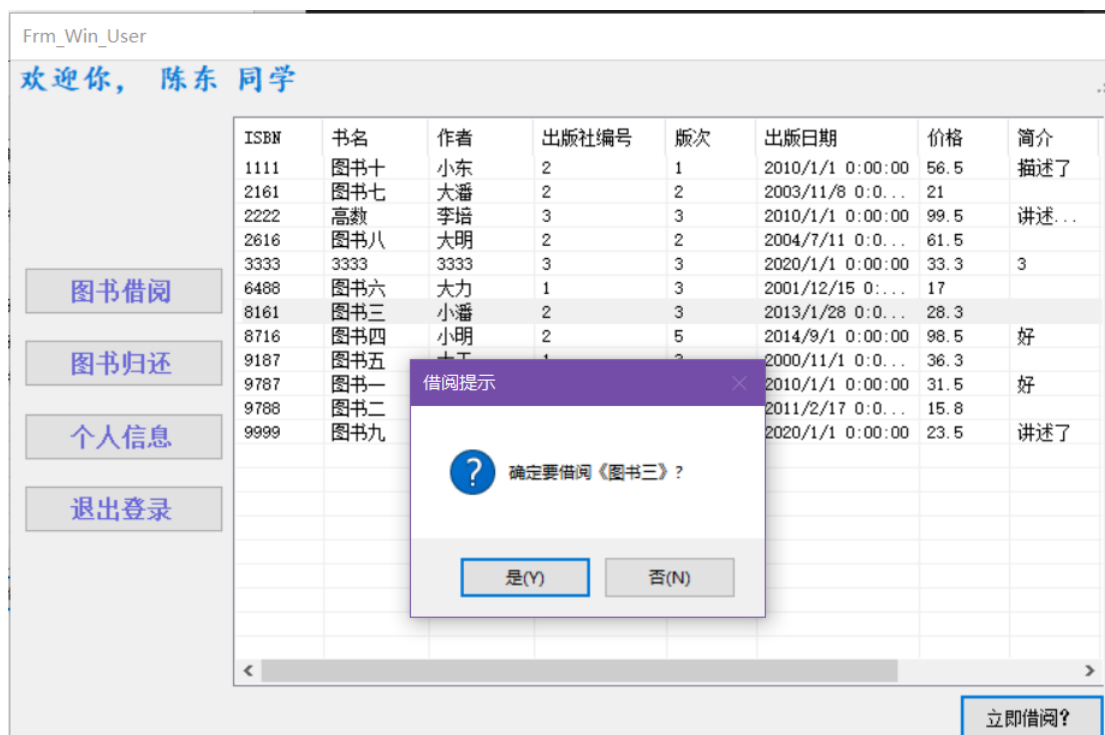 Frm_Win_User
欢迎你， 陈东 同学
ISBN 书名 作者 出版社编号 版次 出版日期 价格 简介
1111 图书十 小东 2 1 2010/1/1 0:00:00 56.5 描述了
2161 图书七 大潘 2 2 2003/11/8 0:0... 21
2222 高数 李培 3 3 2010/1/1 0:00:00 99.5 讲述...
2616 图书八 大明 2 2 2004/7/11 0:0... 61.5
3333 3333 3333 3 3 2020/1/1 0:00:00 33.3 3
6488 图书六 大力 1 3 2001/12/15 0:... 17
8161 图书三 小潘 2 3 2013/1/28 0:0... 28.3
8716 图书四 小明 2 5 2014/9/1 0:00:00 98.5 好
9187 图书五 2000/11/1 0:0... 36.3
9787 图书一 2010/1/1 0:00:00 31.5 好
9788 图书二 2011/2/17 0:0... 15.8
9999 图书九 2020/1/1 0:00:00 23.5 讲述了
图书借阅
图书归还
个人信息
退出登录
借阅提示
确定要借阅《图书三》?
是(Y) 否(N)
立即借阅?